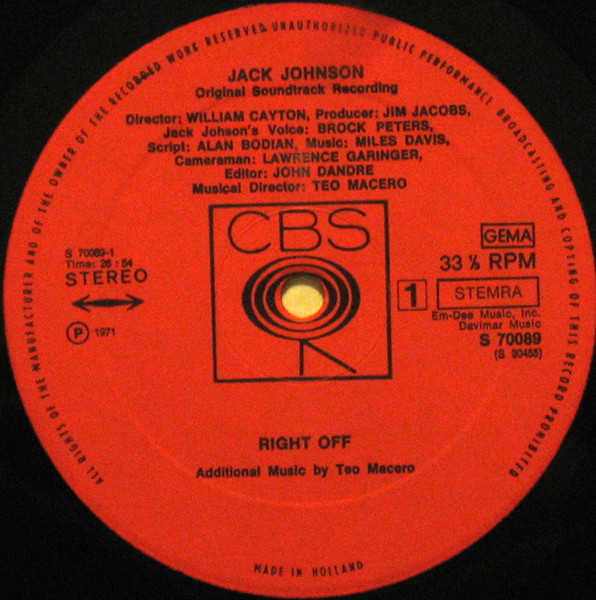 ALL RIGHTS OF THE MANUFACTURER AND OF THE OWNER OF THE RECORDED WORK RESERVED. UNAUTHORIZED PUBLIC PERFORMANCE, BROADCASTING AND COPYING OF THIS RECORD PROHIBITED
JACK JOHNSON
Original Soundtrack Recording
Director: WILLIAM CAYTON, Producer: JIM JACOBS,
Jack Johson's Voice: BROCK PETERS,
Script: ALAN BODIAN, Music: MILES DAVIS,
Cameraman: LAWRENCE GARINGER,
Editor: JOHN DANDRE
Musical Director: TEO MACERO
CBS
S 70089-1
Time: 26:54
STEREO
P 1971
GEMA
33 ⅓ RPM
1 STEMRA
Em-Dee Music, Inc.
Davimar Music
S 70089
(S 90455)
RIGHT OFF
Additional Music by Teo Macero
MADE IN HOLLAND